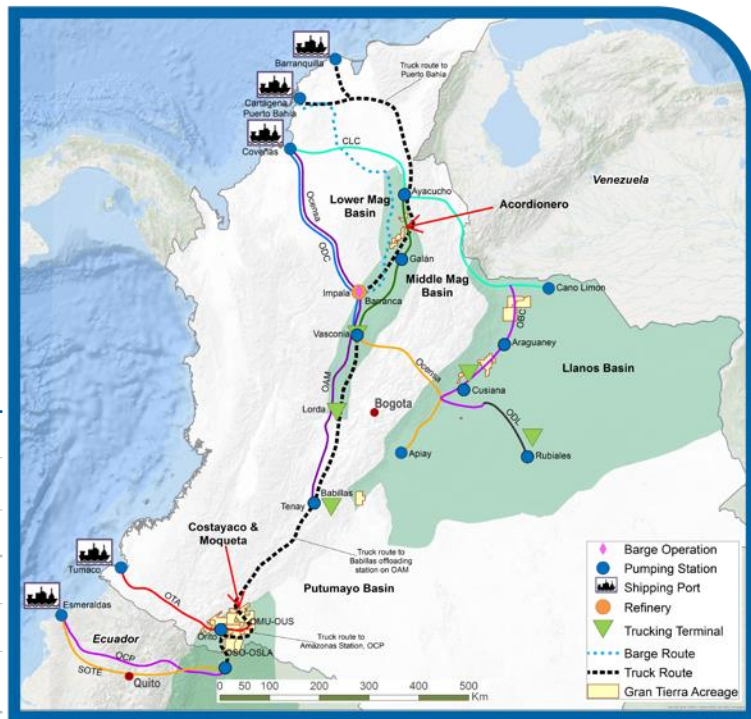 Barranquilla
Truck route to
Puerto Bahia
Cartagena
Puerto Bahia
Coveñas
CLC
Venezuela
Ayacucho
Lower Mag
Basin
Acordionero
Ocensa
ODC
Galán
Middle Mag
Basin
Impala
Barranca
Cano Limon
OBC
Vasconia
Araguaney
Ocensa
Llanos Basin
OAM
Cusiana
Lorda
Bogota
ODL
Apiay
Rubiales
Babillas
Tenay
Costayaco &
Moqueta
Truck route to
Babillas offloading
station on OAM
Tumaco
Putumayo Basin
OTA
Esmeraldas
OMU-OUS
Orito
Ecuador
Truck route to
Amazonas Station, OCP
OSO-OSLA
OCP
SOTE
Quito
0 50 100 200 300 400 500
Km
Barge Operation
Pumping Station
Shipping Port
Refinery
Trucking Terminal
Barge Route
Truck Route
Gran Tierra Acreage